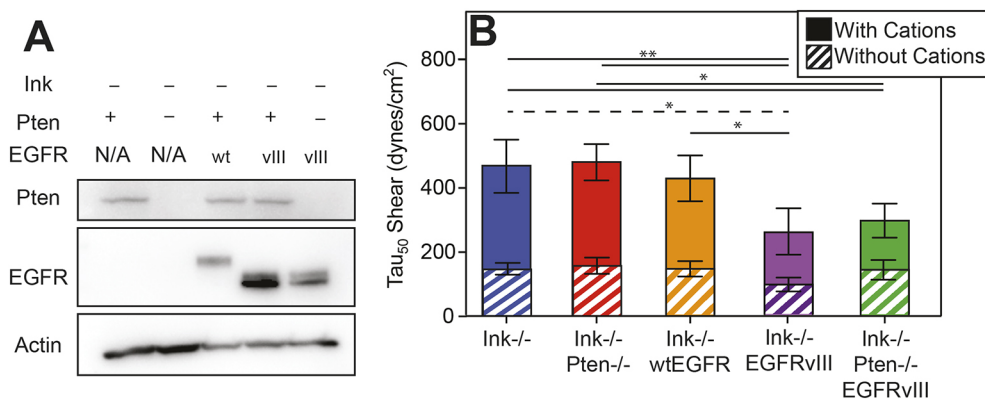 A
Ink – – – – –
Pten + – + + –
EGFR N/A N/A wt vIII vIII
Pten
EGFR
Actin
B
With Cations
Without Cations
Tau50 Shear (dynes/cm2)
800
600
400
200
0
**
*
*
*
Ink-/-
Ink-/-
Pten-/-
Ink-/-
wtEGFR
Ink-/-
EGFRvIII
Ink-/-
Pten-/-
EGFRvIII